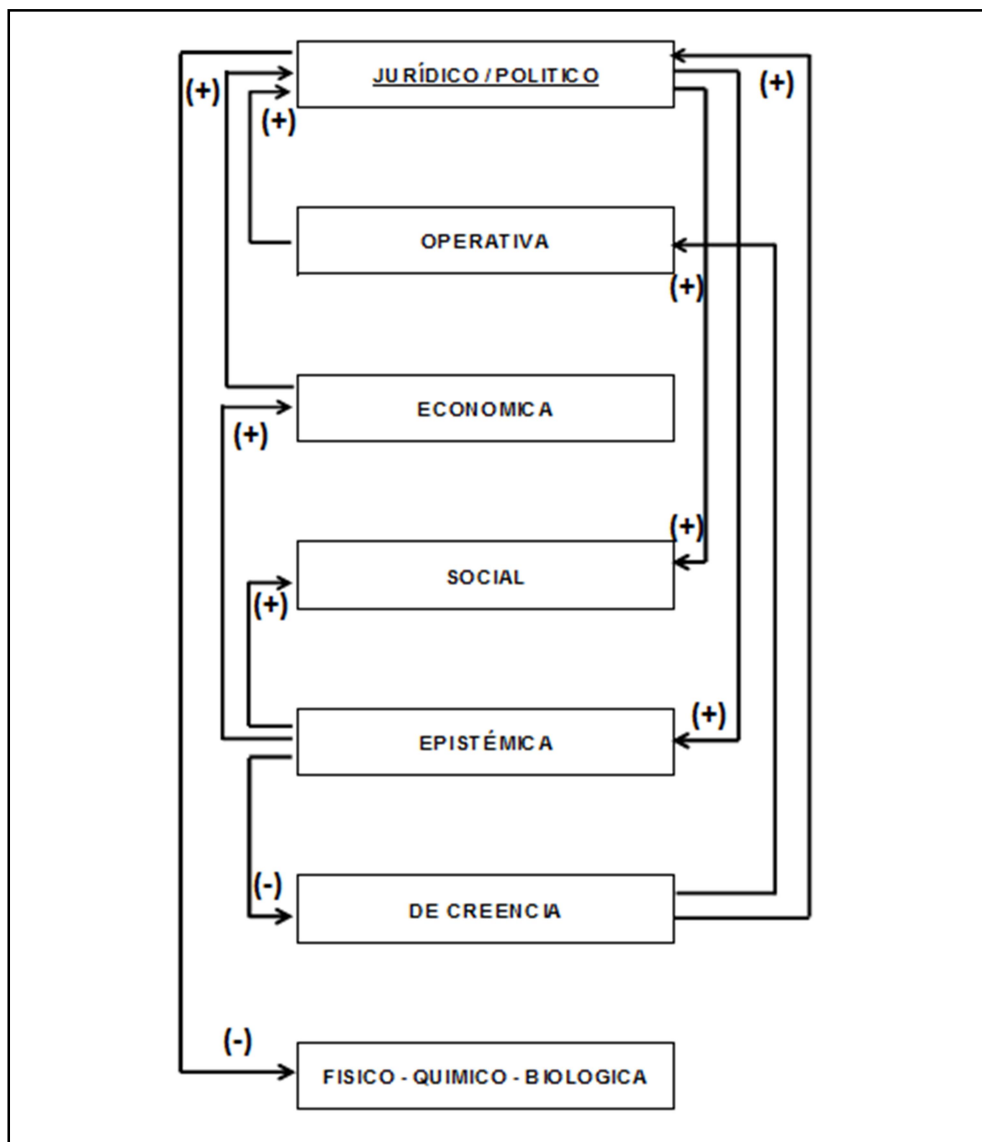 JURÍDICO / POLITICO
(+)
(+)
(+)
OPERATIVA
(+)
ECONOMICA
(+)
(+)
SOCIAL
(+)
EPISTÉMICA
(+)
(-)
DE CREENCIA
(-)
FISICO - QUIMICO - BIOLOGICA